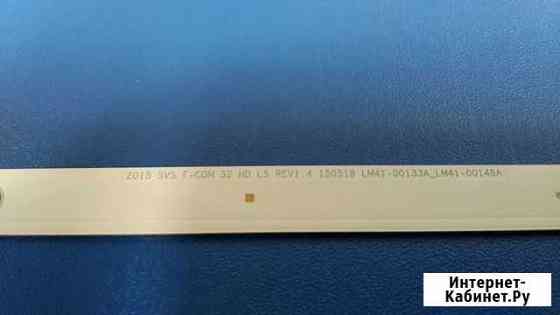 2015 SVS F-COM 32 HD L5 REV1.4 150518 LM41-00133A_LM41-00148A
Интернет-
Кабинет.Ру